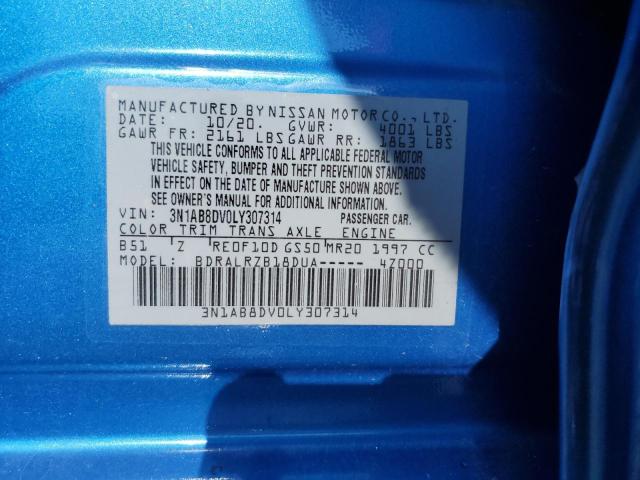 MANUFACTURED BY NISSAN MOTOR CO., LTD.
DATE: 10/20. GVWR: 4001 LBS
GAWR FR: 2161 LBS GAWR RR: 1863 LBS
THIS VEHICLE CONFORMS TO ALL APPLICABLE FEDERAL MOTOR
VEHICLE SAFETY, BUMPER AND THEFT PREVENTION STANDARDS
IN EFFECT ON THE DATE OF MANUFACTURE SHOWN ABOVE.
SEE OWNER'S MANUAL FOR ADDITIONAL INFORMATION.
VIN: 3N1AB8DV0LY307314 PASSENGER CAR.
COLOR TRIM TRANS AXLE ENGINE
B51 Z RE0F10D GS50 MR20 1997 CC
MODEL: BDRALRZB18DUA----- 4Z000
3N1AB8DV0LY307314